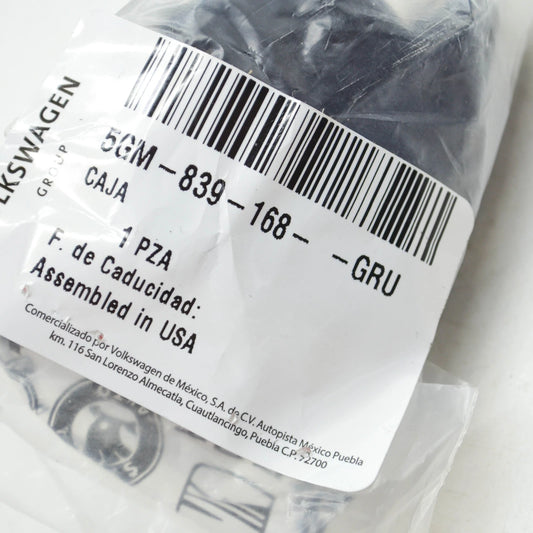 VOLKSWAGEN
GROUP
5GM-839-168- -GRU
CAJA
1 PZA
F. de Caducidad:
Assembled in USA
Comercializado por Volkswagen de México, S.A. de C.V. Autopista México Puebla
km. 116 San Lorenzo Almecatla, Cuautlancingo, Puebla C.P. 72700